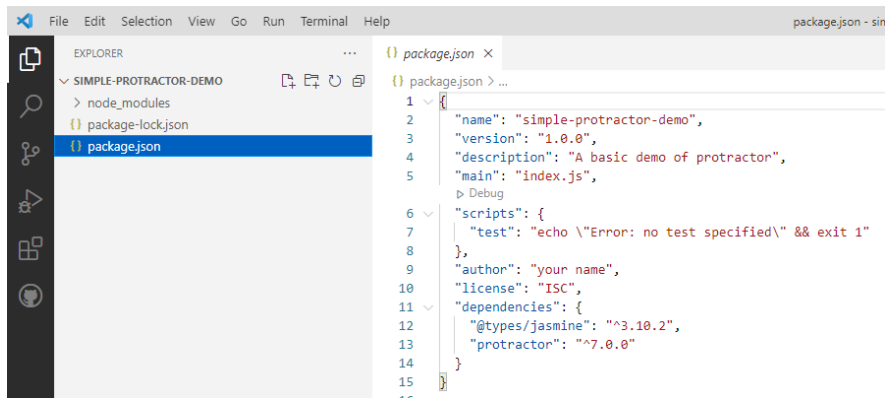 File Edit Selection View Go Run Terminal Help
package.json - sin
EXPLORER
SIMPLE-PROTRACTOR-DEMO
node_modules
package-lock.json
package.json
package.json
package.json > ...
1 {
2 "name": "simple-protractor-demo",
3 "version": "1.0.0",
4 "description": "A basic demo of protractor",
5 "main": "index.js",
Debug
6 "scripts": {
7 "test": "echo \"Error: no test specified\" && exit 1"
8 },
9 "author": "your name",
10 "license": "ISC",
11 "dependencies": {
12 "@types/jasmine": "^3.10.2",
13 "protractor": "^7.0.0"
14 }
15 }